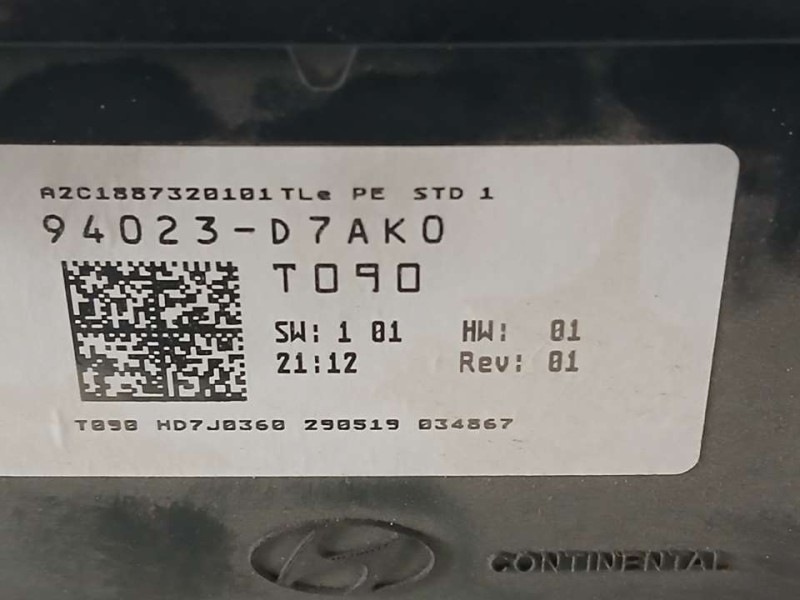 A2C1887320101TLe PE STD 1
94023-D7AK0
T090
SW: 1 01 HW: 01
21:12 Rev: 01
T090 HD7J0360 290519 034867
CONTINENTAL